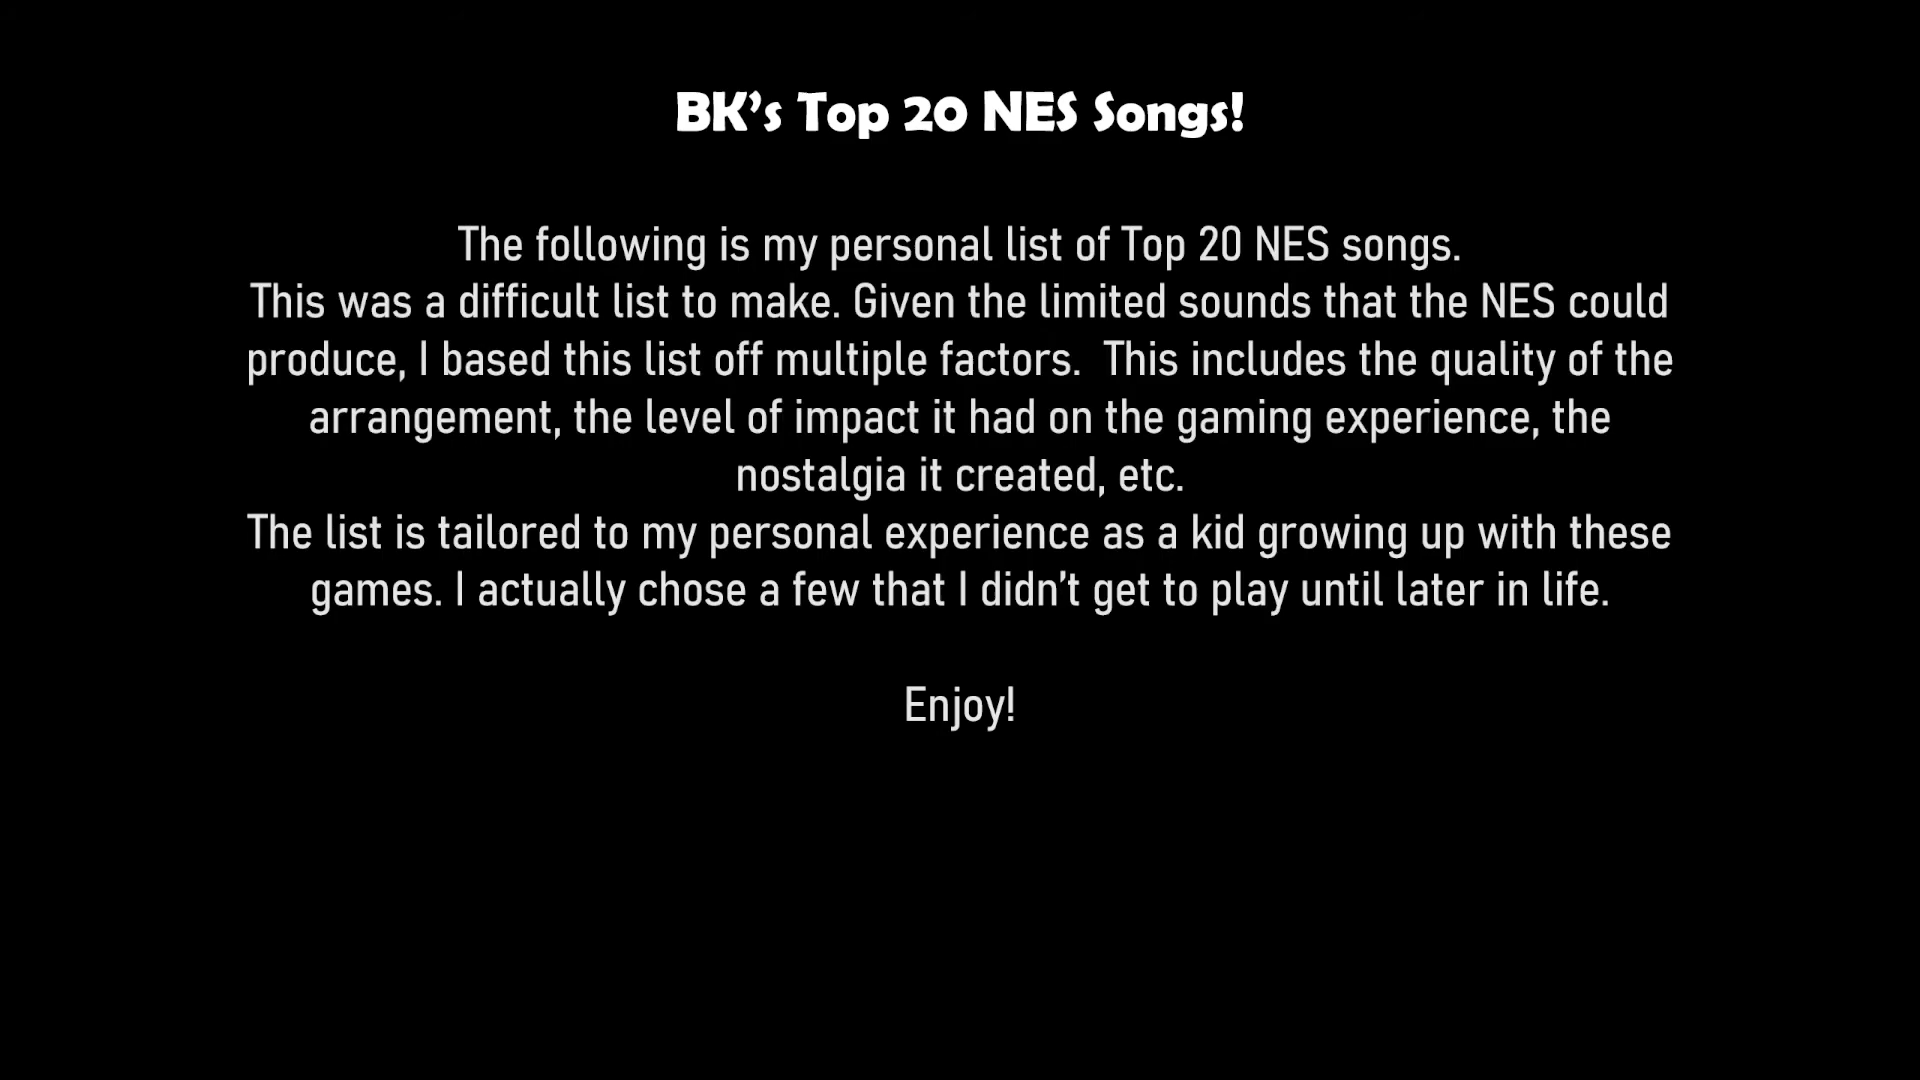 BK's Top 20 NES Songs!
The following is my personal list of Top 20 NES songs.
This was a difficult list to make. Given the limited sounds that the NES could
produce, I based this list off multiple factors.  This includes the quality of the
arrangement, the level of impact it had on the gaming experience, the
nostalgia it created, etc.
The list is tailored to my personal experience as a kid growing up with these
games. I actually chose a few that I didn't get to play until later in life.
Enjoy!